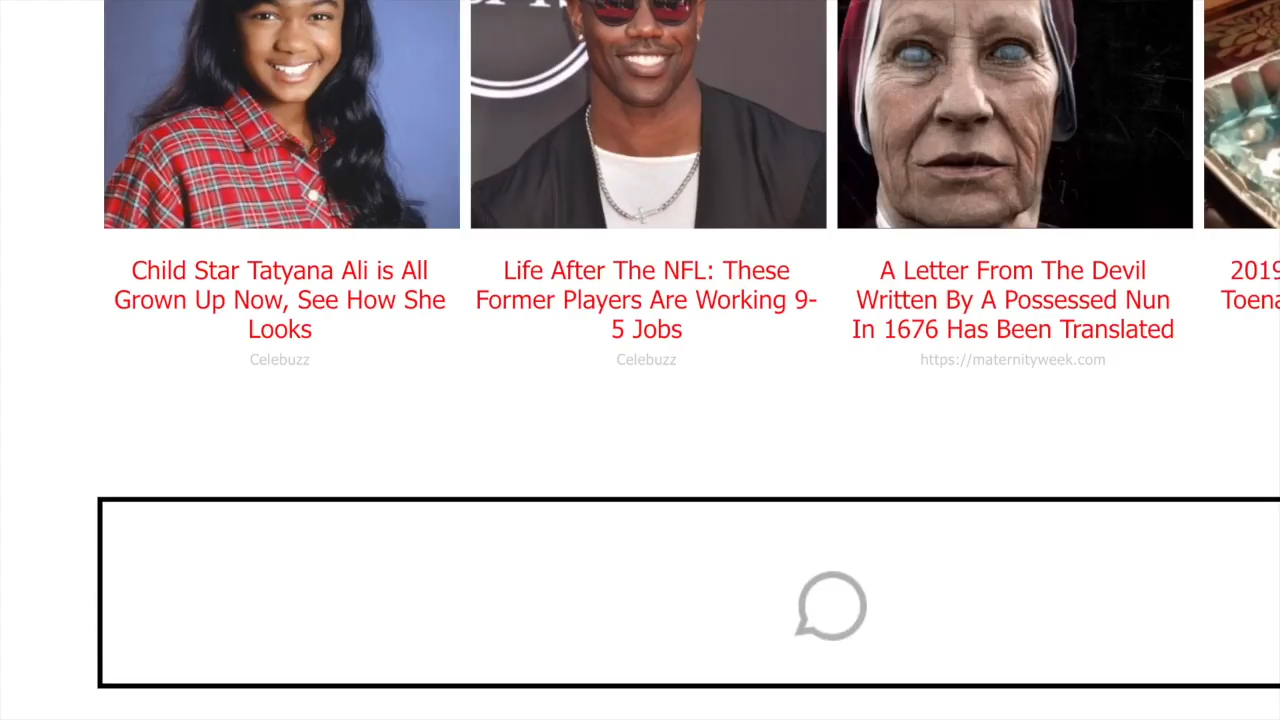 Child Star Tatyana Ali is All
Grown Up Now, See How She
Looks
Celebuzz
Life After The NFL: These
Former Players Are Working 9-
5 Jobs
Celebuzz
A Letter From The Devil
Written By A Possessed Nun
In 1676 Has Been Translated
https://maternityweek.com
2019